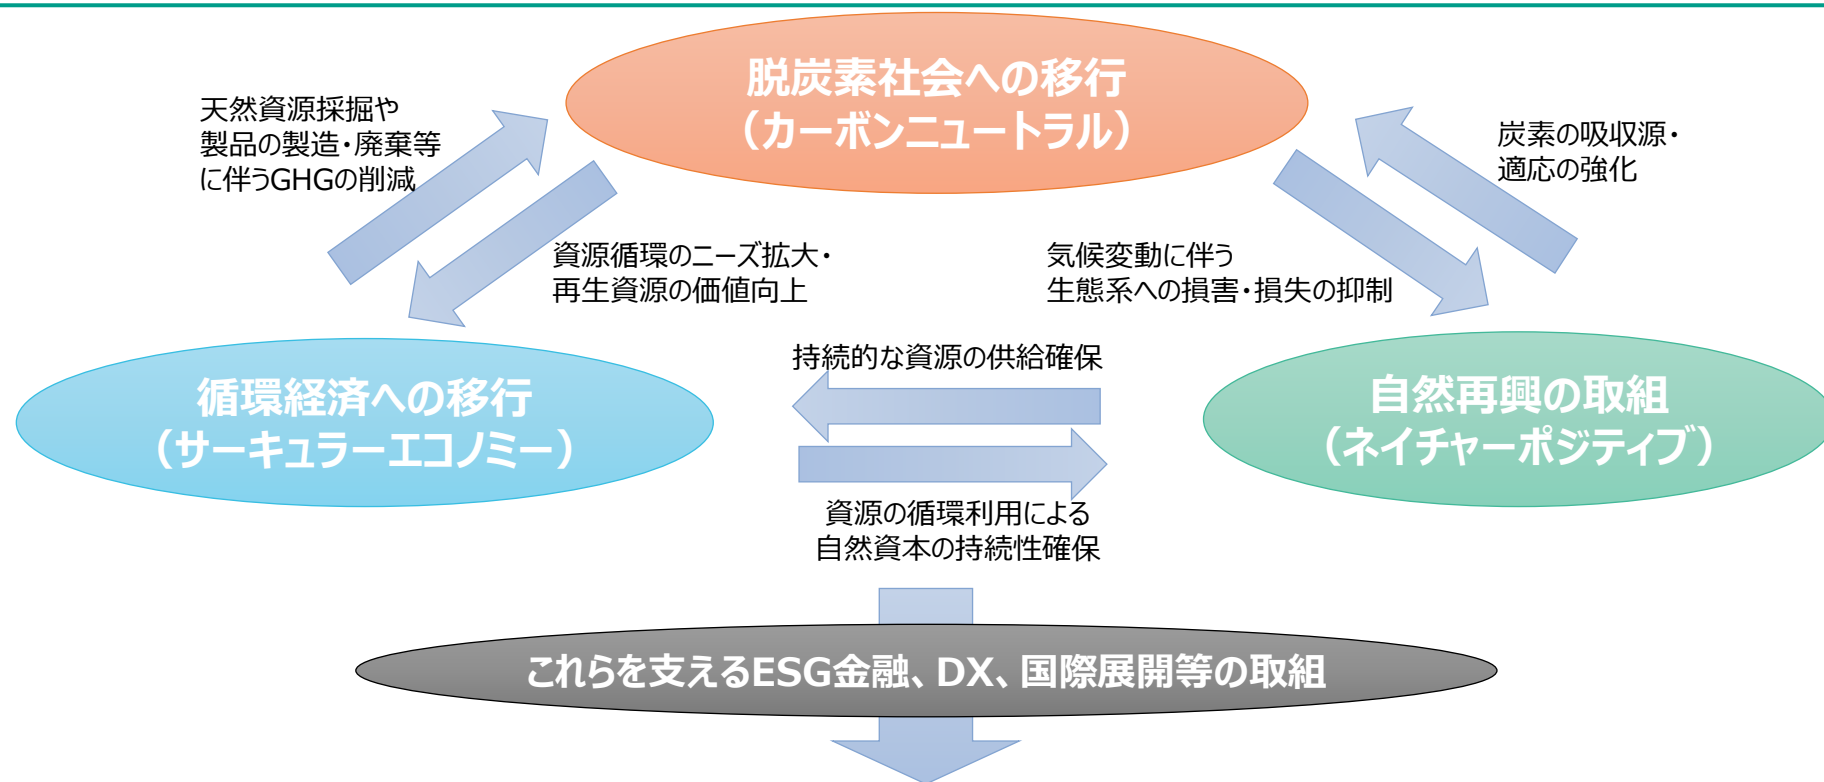 脱炭素社会への移行
（カーボンニュートラル）
天然資源採掘や
製品の製造・廃棄等
に伴うGHGの削減
炭素の吸収源・
適応の強化
資源循環のニーズ拡大・
再生資源の価値向上
気候変動に伴う
生態系への損害・損失の抑制
持続的な資源の供給確保
循環経済への移行
（サーキュラーエコノミー）
自然再興の取組
（ネイチャーポジティブ）
資源の循環利用による
自然資本の持続性確保
これらを支えるESG金融、DX、国際展開等の取組